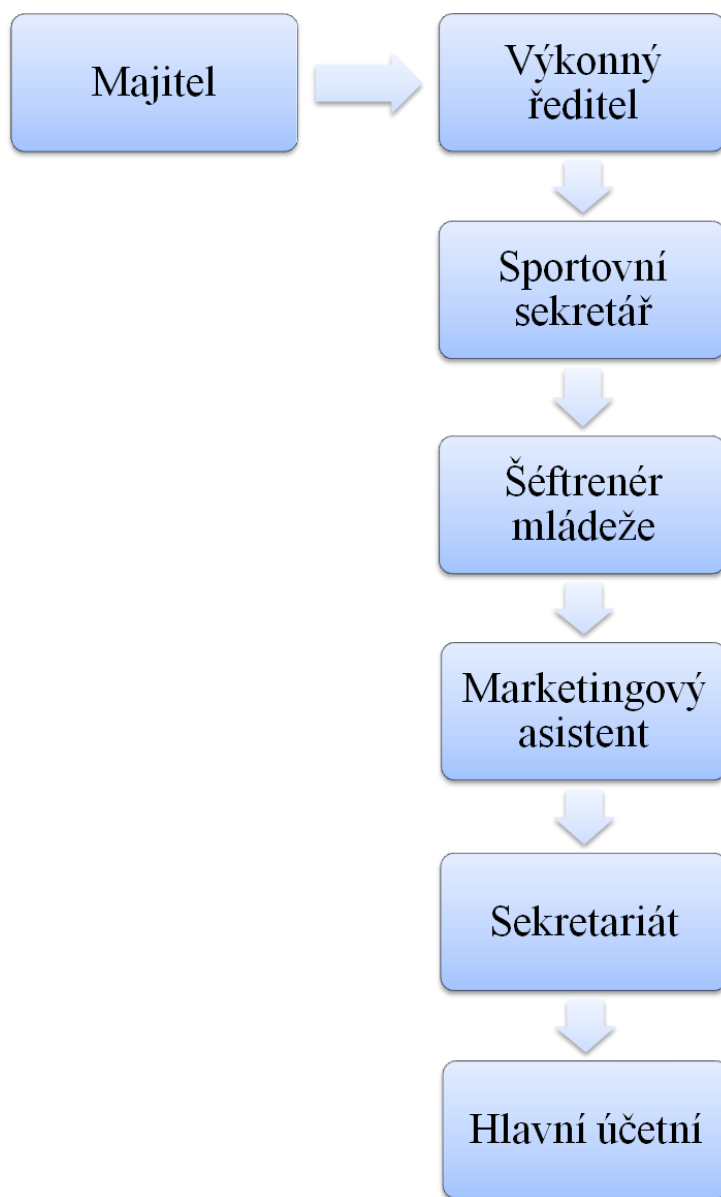 Majitel
Výkonný
ředitel
Sportovní
sekretář
Šéftrenér
mládeže
Marketingový
asistent
Sekretariát
Hlavní účetní